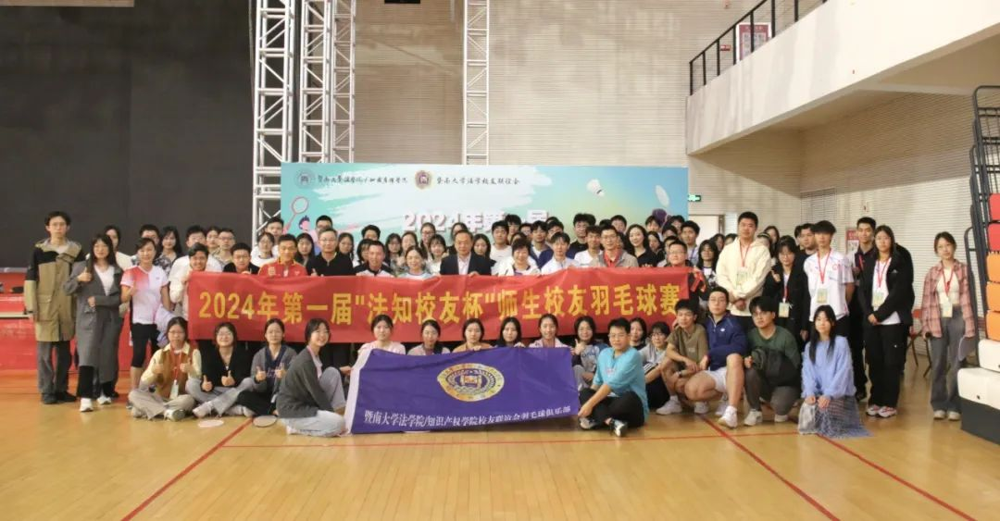 暨南大学法学院/知识产权学院
暨南大学法学校友联谊会
2024年第一届
2024年第一届"法知校友杯"师生校友羽毛球赛
暨南大学法学院/知识产权学院校友联谊会羽毛球俱乐部